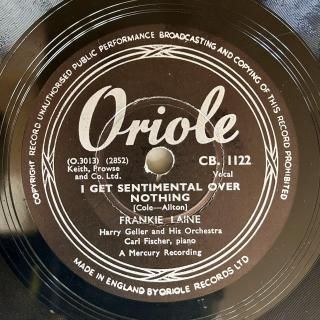 COPYRIGHT RECORD UNAUTHORISED PUBLIC PERFORMANCE BROADCASTING AND COPYING OF THIS RECORD PROHIBITED
Oriole
(O.3013) (2852)
Keith, Prowse
and Co. Ltd.
CB. 1122
Vocal
I GET SENTIMENTAL OVER
NOTHING
[Cole—Allton]
FRANKIE LAINE
Harry Geller and His Orchestra
Carl Fischer, piano
A Mercury Recording
MADE IN ENGLAND BY ORIOLE RECORDS LTD